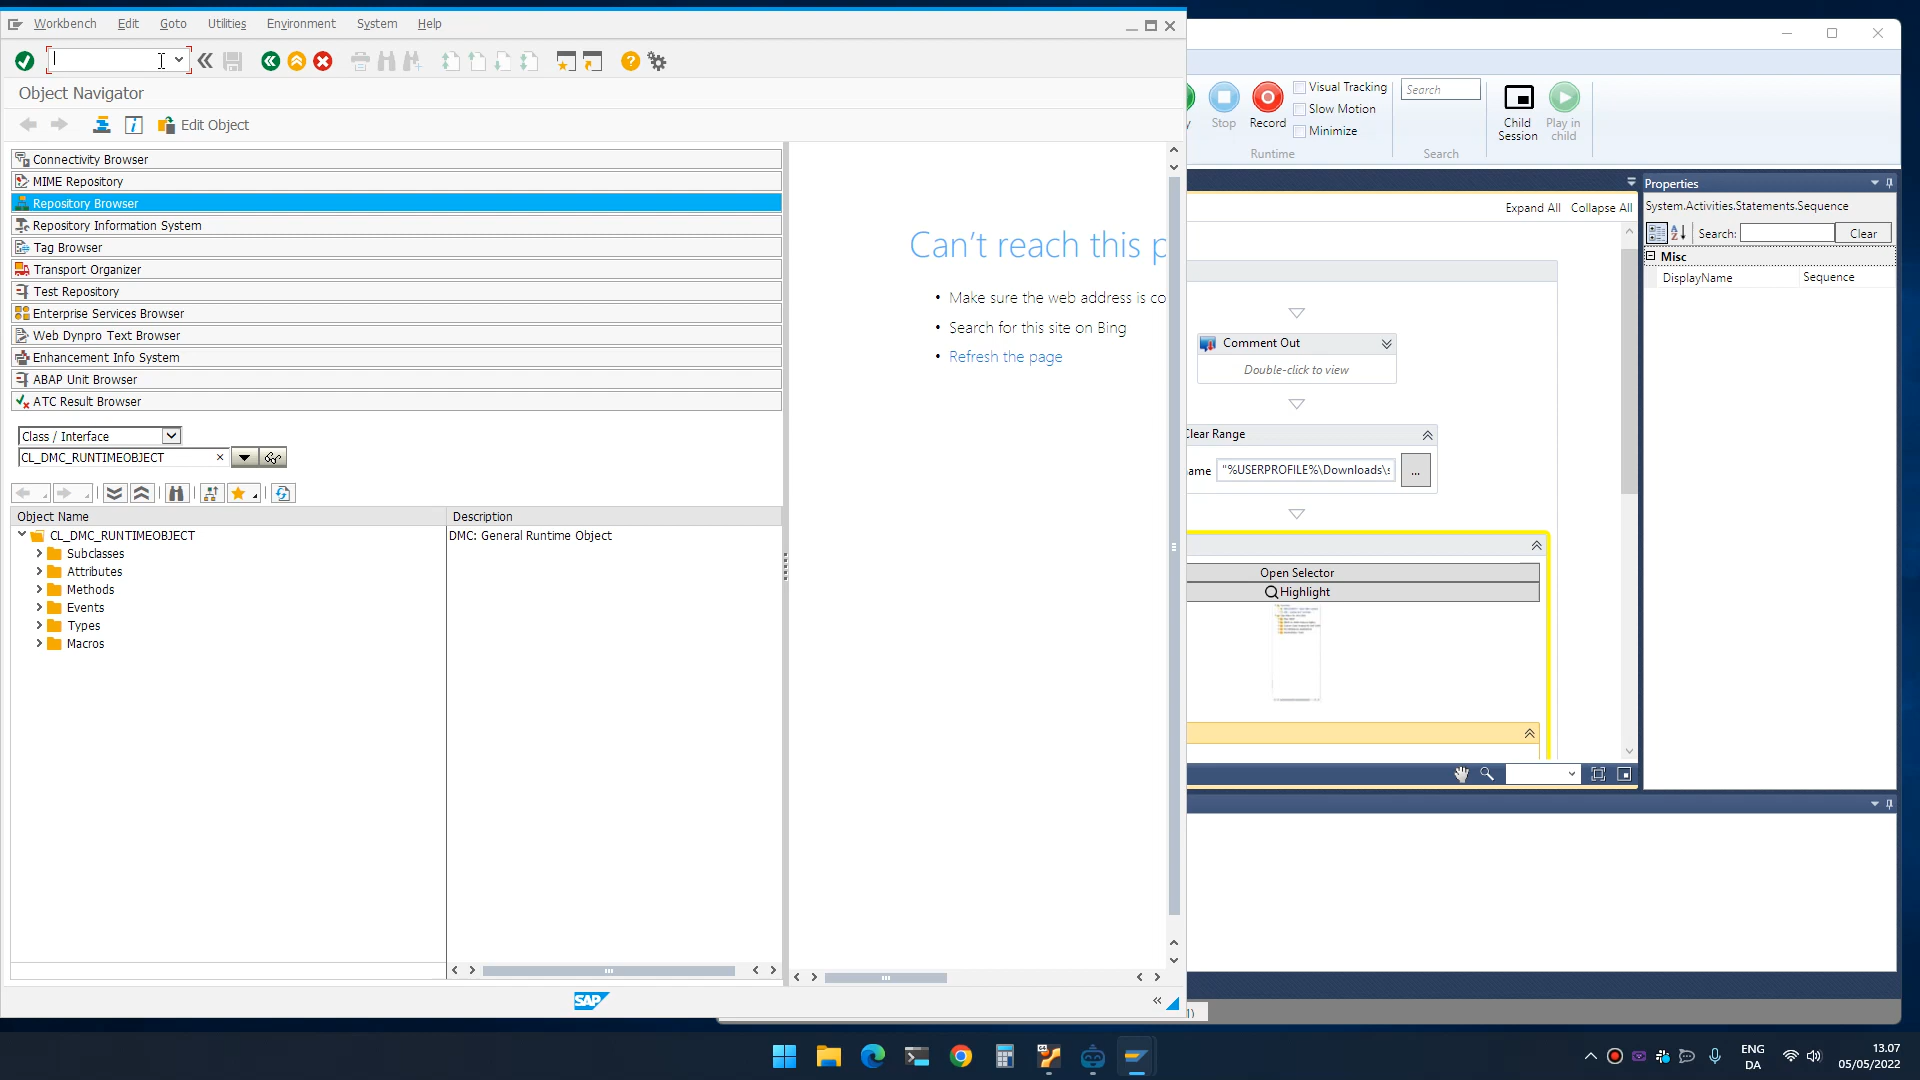 Workbench Edit Goto Utilities Environment System Help
Object Navigator
Edit Object
Connectivity Browser
MIME Repository
Repository Browser
Repository Information System
Tag Browser
Transport Organizer
Test Repository
Enterprise Services Browser
Web Dynpro Text Browser
Enhancement Info System
ABAP Unit Browser
ATC Result Browser
Class / Interface
CL_DMC_RUNTIMEOBJECT
Object Name Description
CL_DMC_RUNTIMEOBJECT DMC: General Runtime Object
Subclasses
Attributes
Methods
Events
Types
Macros
SAP
Can't reach this p
• Make sure the web address is co
• Search for this site on Bing
• Refresh the page
y Stop Record
Visual Tracking
Slow Motion
Minimize
Runtime
Search
Search
Child Session
Play in child
Expand All Collapse All
Comment Out
Double-click to view
Clear Range
ame "%USERPROFILE%\Downloads\s ...
Open Selector
Highlight
Properties
System.Activities.Statements.Sequence
Search: Clear
Misc
DisplayName Sequence
ENG
DA
13.07
05/05/2022